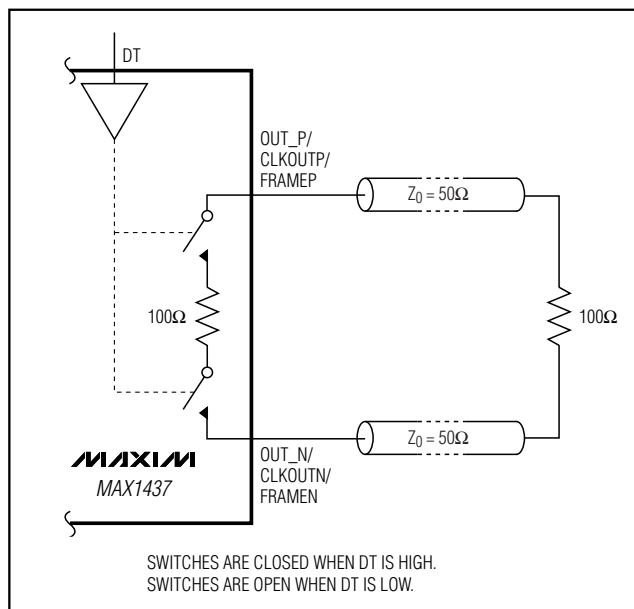 DT
OUT_P/
CLKOUTP/
FRAMEP
Z0 = 50Ω
100Ω
100Ω
Z0 = 50Ω
OUT_N/
CLKOUTN/
FRAMEN
MAXIM
MAX1437
SWITCHES ARE CLOSED WHEN DT IS HIGH.
SWITCHES ARE OPEN WHEN DT IS LOW.